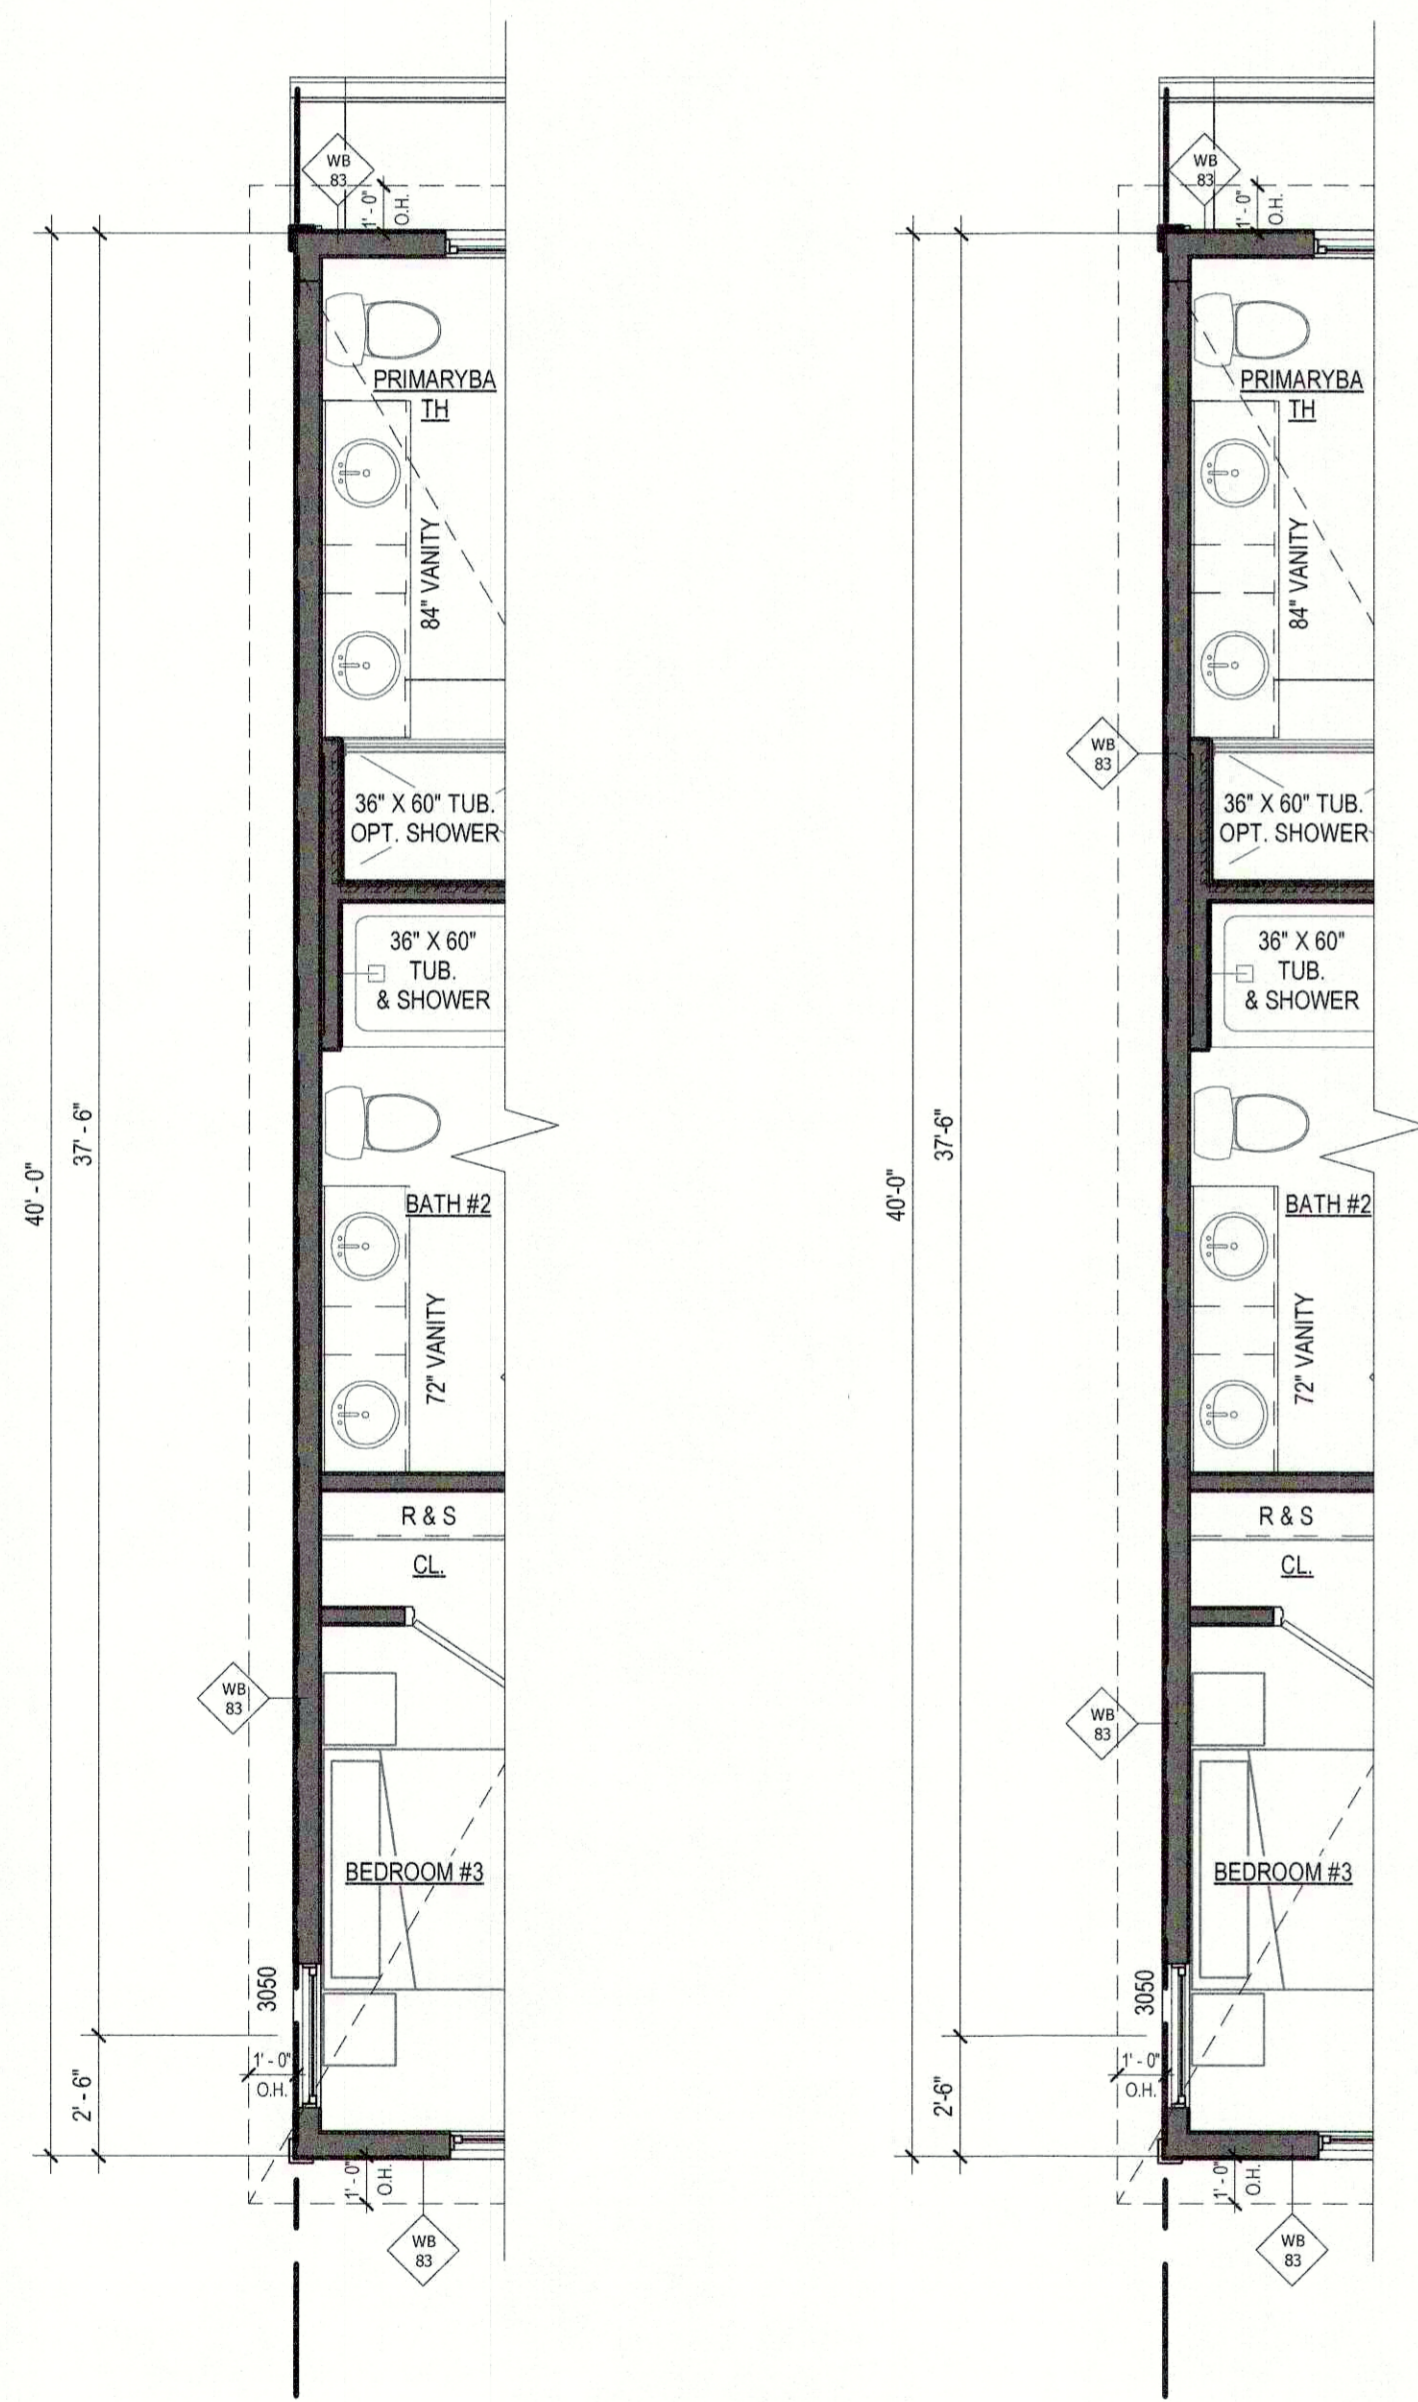 WB
83
1' - 0"
O.H.
PRIMARYBA
TH
84" VANITY
36" X 60" TUB.
OPT. SHOWER
36" X 60"
TUB.
& SHOWER
37' - 6"
40' - 0"
BATH #2
72" VANITY
R & S
CL.
WB
83
BEDROOM #3
3050
1' - 0"
O.H.
2' - 6"
1' - 0"
O.H.
WB
83
WB
83
1' - 0"
O.H.
PRIMARYBA
TH
84" VANITY
WB
83
36" X 60" TUB.
OPT. SHOWER
36" X 60"
TUB.
& SHOWER
37'-6"
40'-0"
BATH #2
72" VANITY
R & S
CL.
WB
83
BEDROOM #3
3050
1' - 0"
O.H.
2'-6"
1' - 0"
O.H.
WB
83